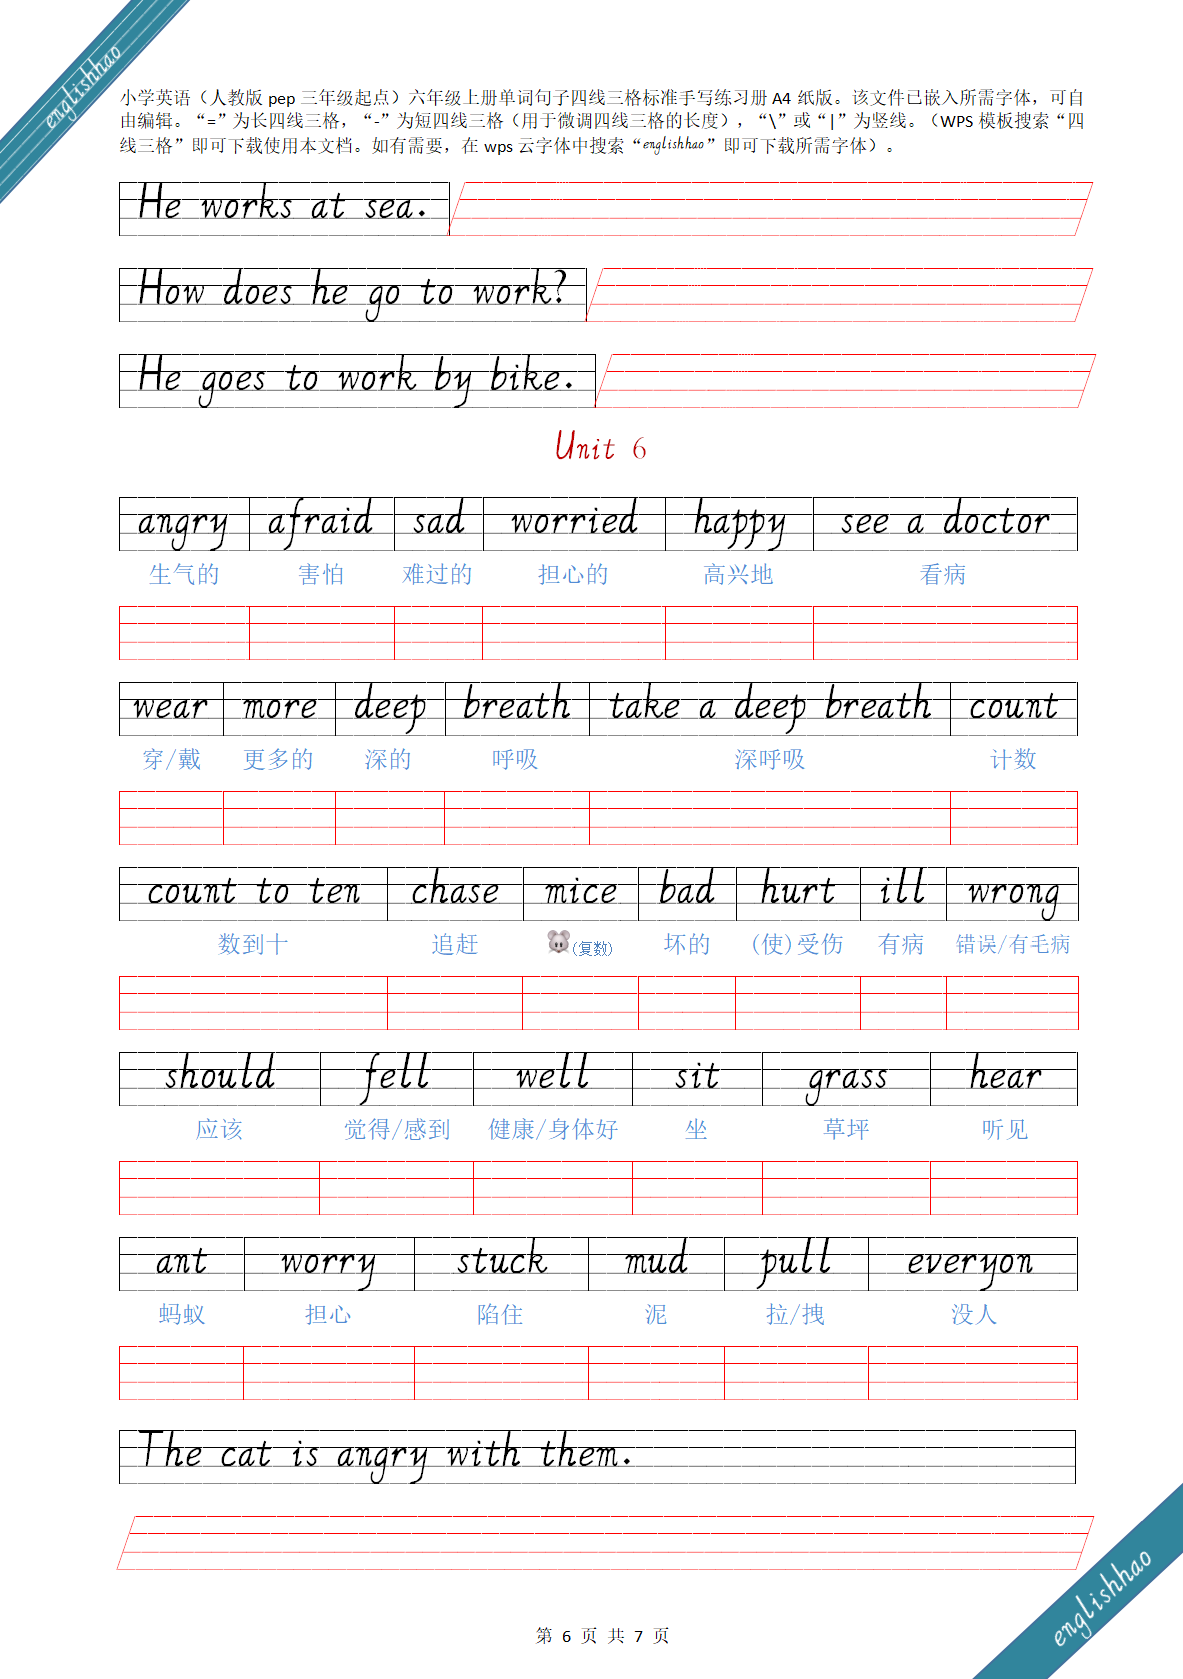 englishhao
小学英语（人教版 pep 三年级起点）六年级上册单词句子四线三格标准手写练习册 A4 纸版。该文件已嵌入所需字体，可自
由编辑。“=”为长四线三格，“-”为短四线三格（用于微调四线三格的长度），“\”或“|”为竖线。（WPS 模板搜索“四
线三格”即可下载使用本文档。如有需要，在 wps 云字体中搜索“englishhao”即可下载所需字体）。
He works at sea.
How does he go to work?
He goes to work by bike.
Unit 6
angry afraid sad worried happy see a doctor
生气的 害怕 难过的 担心的 高兴地 看病
wear more deep breath take a deep breath count
穿/戴 更多的 深的 呼吸 深呼吸 计数
count to ten chase mice bad hurt ill wrong
数到十 追赶 (复数) 坏的 (使)受伤 有病 错误/有毛病
should fell well sit grass hear
应该 觉得/感到 健康/身体好 坐 草坪 听见
ant worry stuck mud pull everyon
蚂蚁 担心 陷住 泥 拉/拽 没人
The cat is angry with them.
englishhao
第 6 页 共 7 页